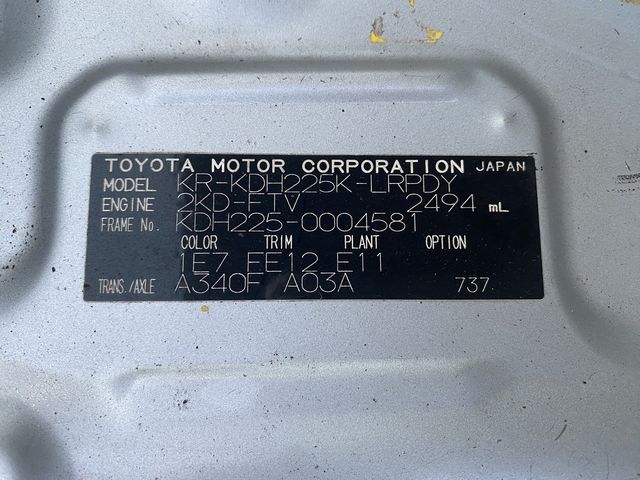 TOYOTA MOTOR CORPORATION JAPAN
MODEL KR-KDH225K-LRPDY
ENGINE 2KD-FTV 2494 mL
FRAME No. KDH225-0004581
COLOR TRIM PLANT OPTION
1E7 FE12 E11
TRANS./AXLE A340F A03A 737